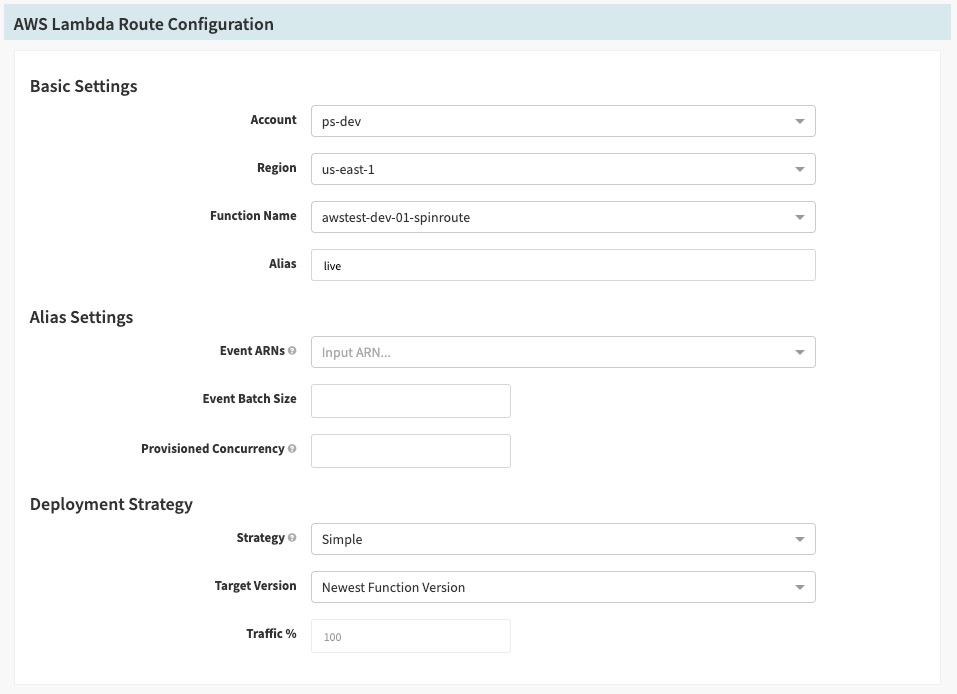 AWS Lambda Route Configuration
Basic Settings
Account ps-dev
Region us-east-1
Function Name awstest-dev-01-spinroute
Alias live
Alias Settings
Event ARNs Input ARN...
Event Batch Size
Provisioned Concurrency
Deployment Strategy
Strategy Simple
Target Version Newest Function Version
Traffic % 100